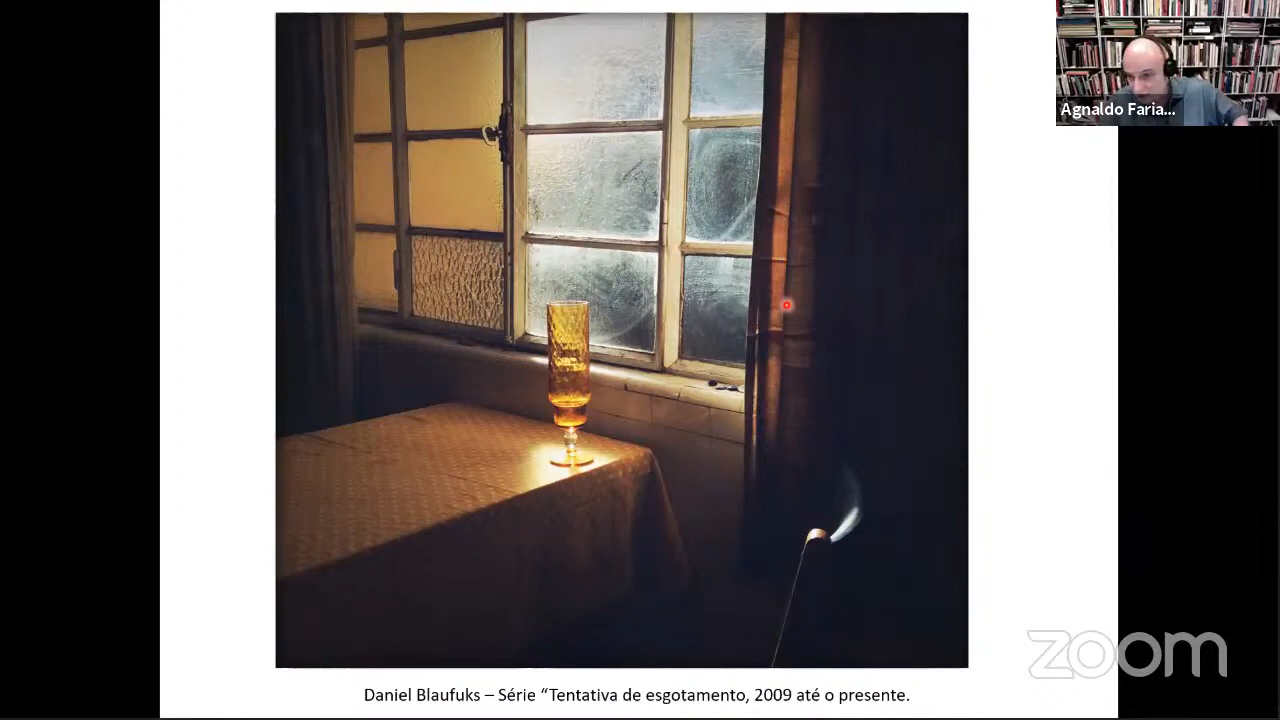 Agnaldo Faria...
zoom
Daniel Blaufuks – Série “Tentativa de esgotamento, 2009 até o presente.